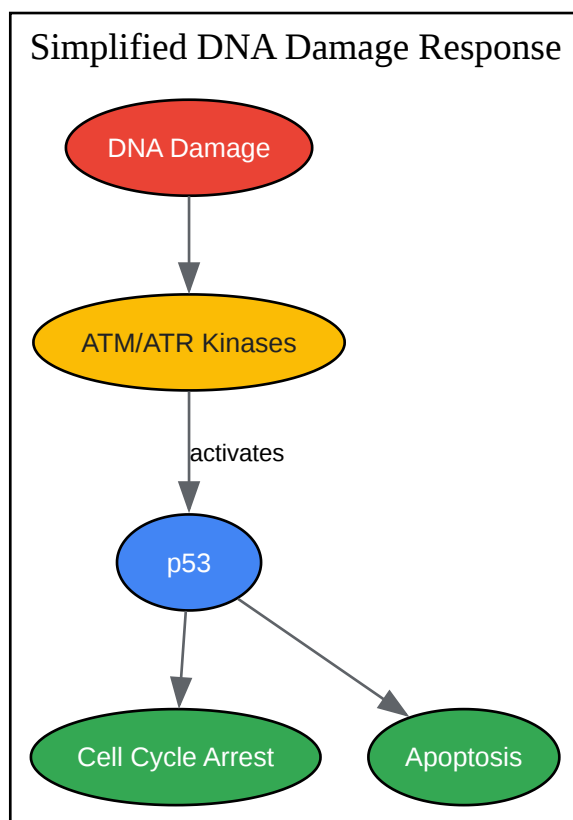 Simplified DNA Damage Response
DNA Damage
ATM/ATR Kinases
activates
p53
Cell Cycle Arrest
Apoptosis